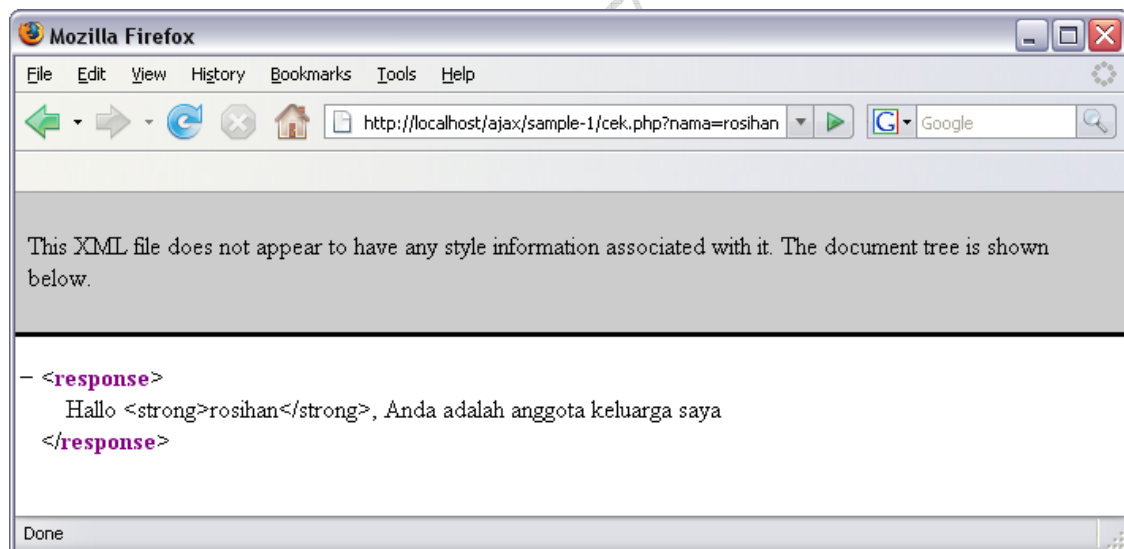 Mozilla Firefox
File Edit View History Bookmarks Tools Help
http://localhost/ajax/sample-1/cek.php?nama=rosihan G Google
This XML file does not appear to have any style information associated with it. The document tree is shown
below.
− <response>
Hallo <strong>rosihan</strong>, Anda adalah anggota keluarga saya
</response>
Done